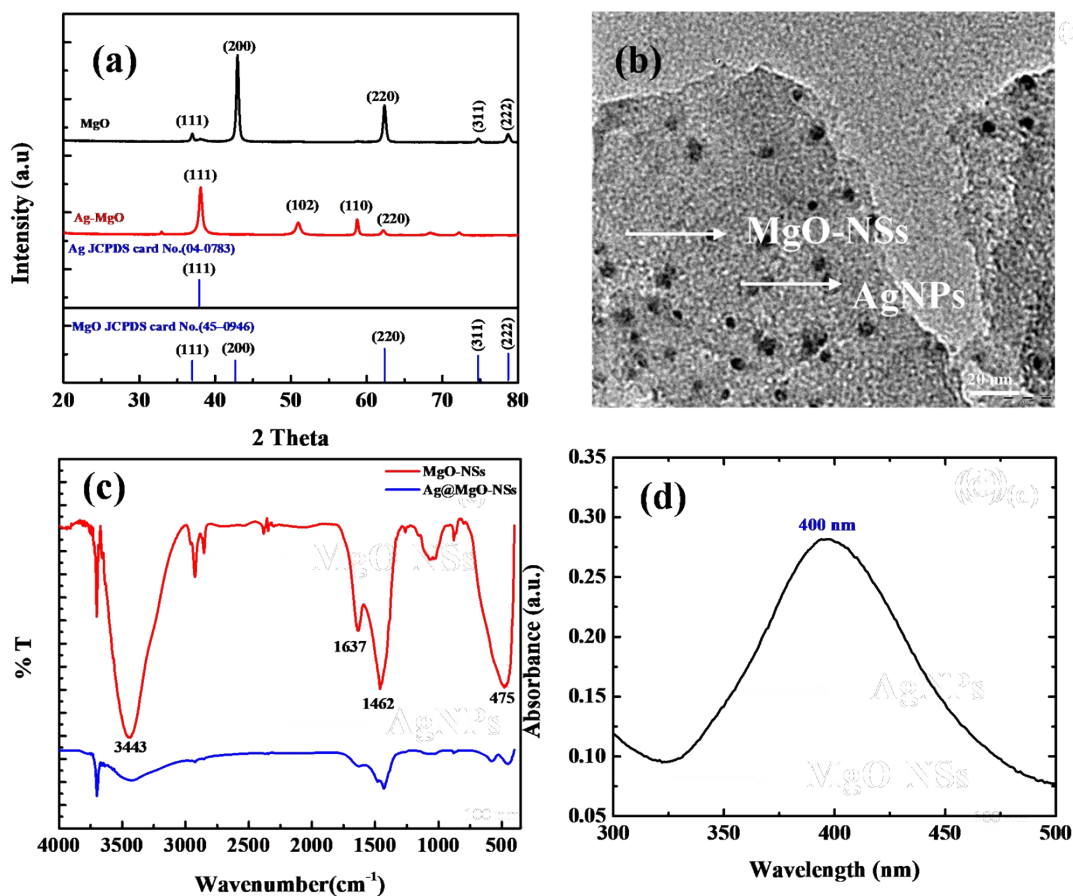 (a)
(200)
(220)
(111)
(311)
(222)
MgO
(111)
(102)
(110)
(220)
Ag-MgO
Ag JCPDS card No.(04-0783)
(111)
MgO JCPDS card No.(45–0946)
(111)
(200)
(220)
(311)
(222)
Intensity (a.u)
20 30 40 50 60 70 80
2 Theta
(b)
MgO-NSs
AgNPs
20 nm
(c)
MgO-NSs
Ag@MgO-NSs
MgO NSs
1637
1462
475
3443
AgNPs
100 nm
% T
4000 3500 3000 2500 2000 1500 1000 500
Wavenumber(cm⁻¹)
(d)
400 nm
AgNPs
MgO NSs
0.35
0.30
0.25
0.20
0.15
0.10
0.05
Absorbance (a.u.)
300 350 400 450 500
Wavelength (nm)